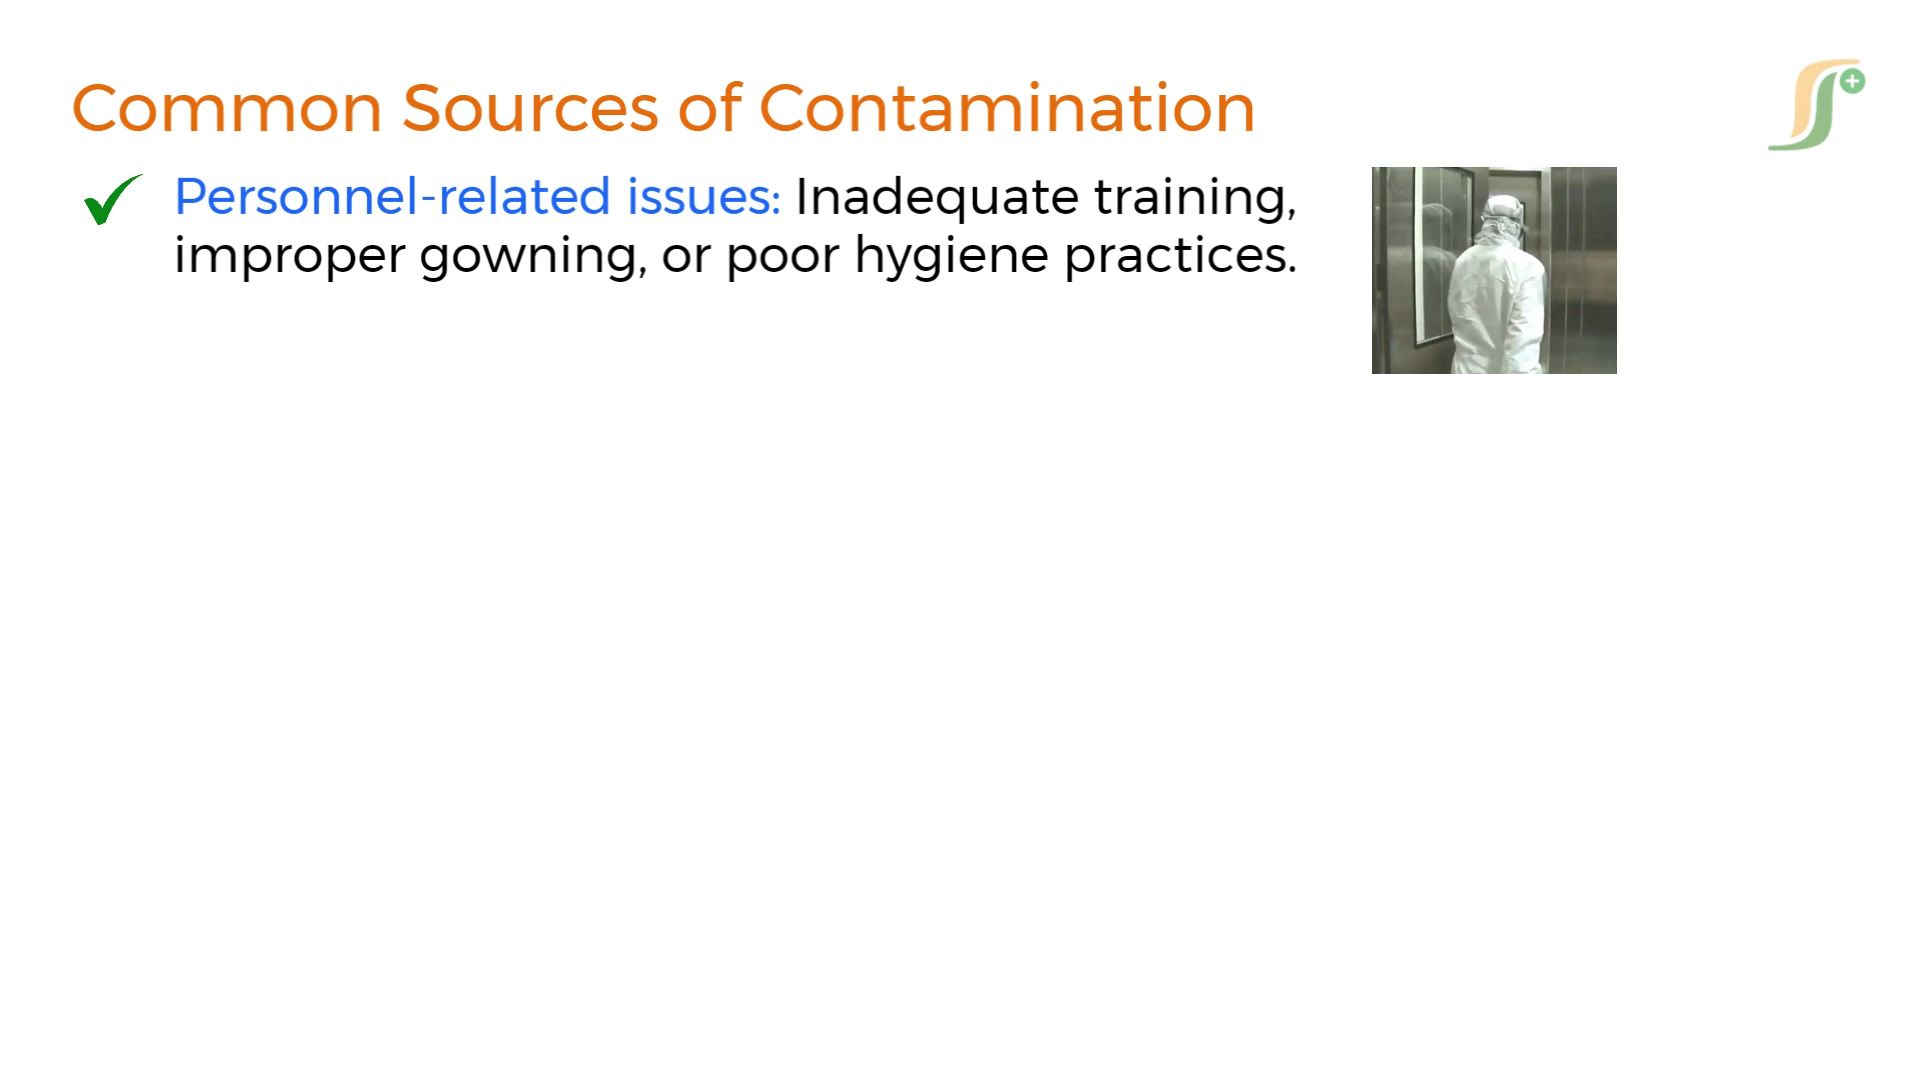 Common Sources of Contamination
Personnel-related issues: Inadequate training,
improper gowning, or poor hygiene practices.